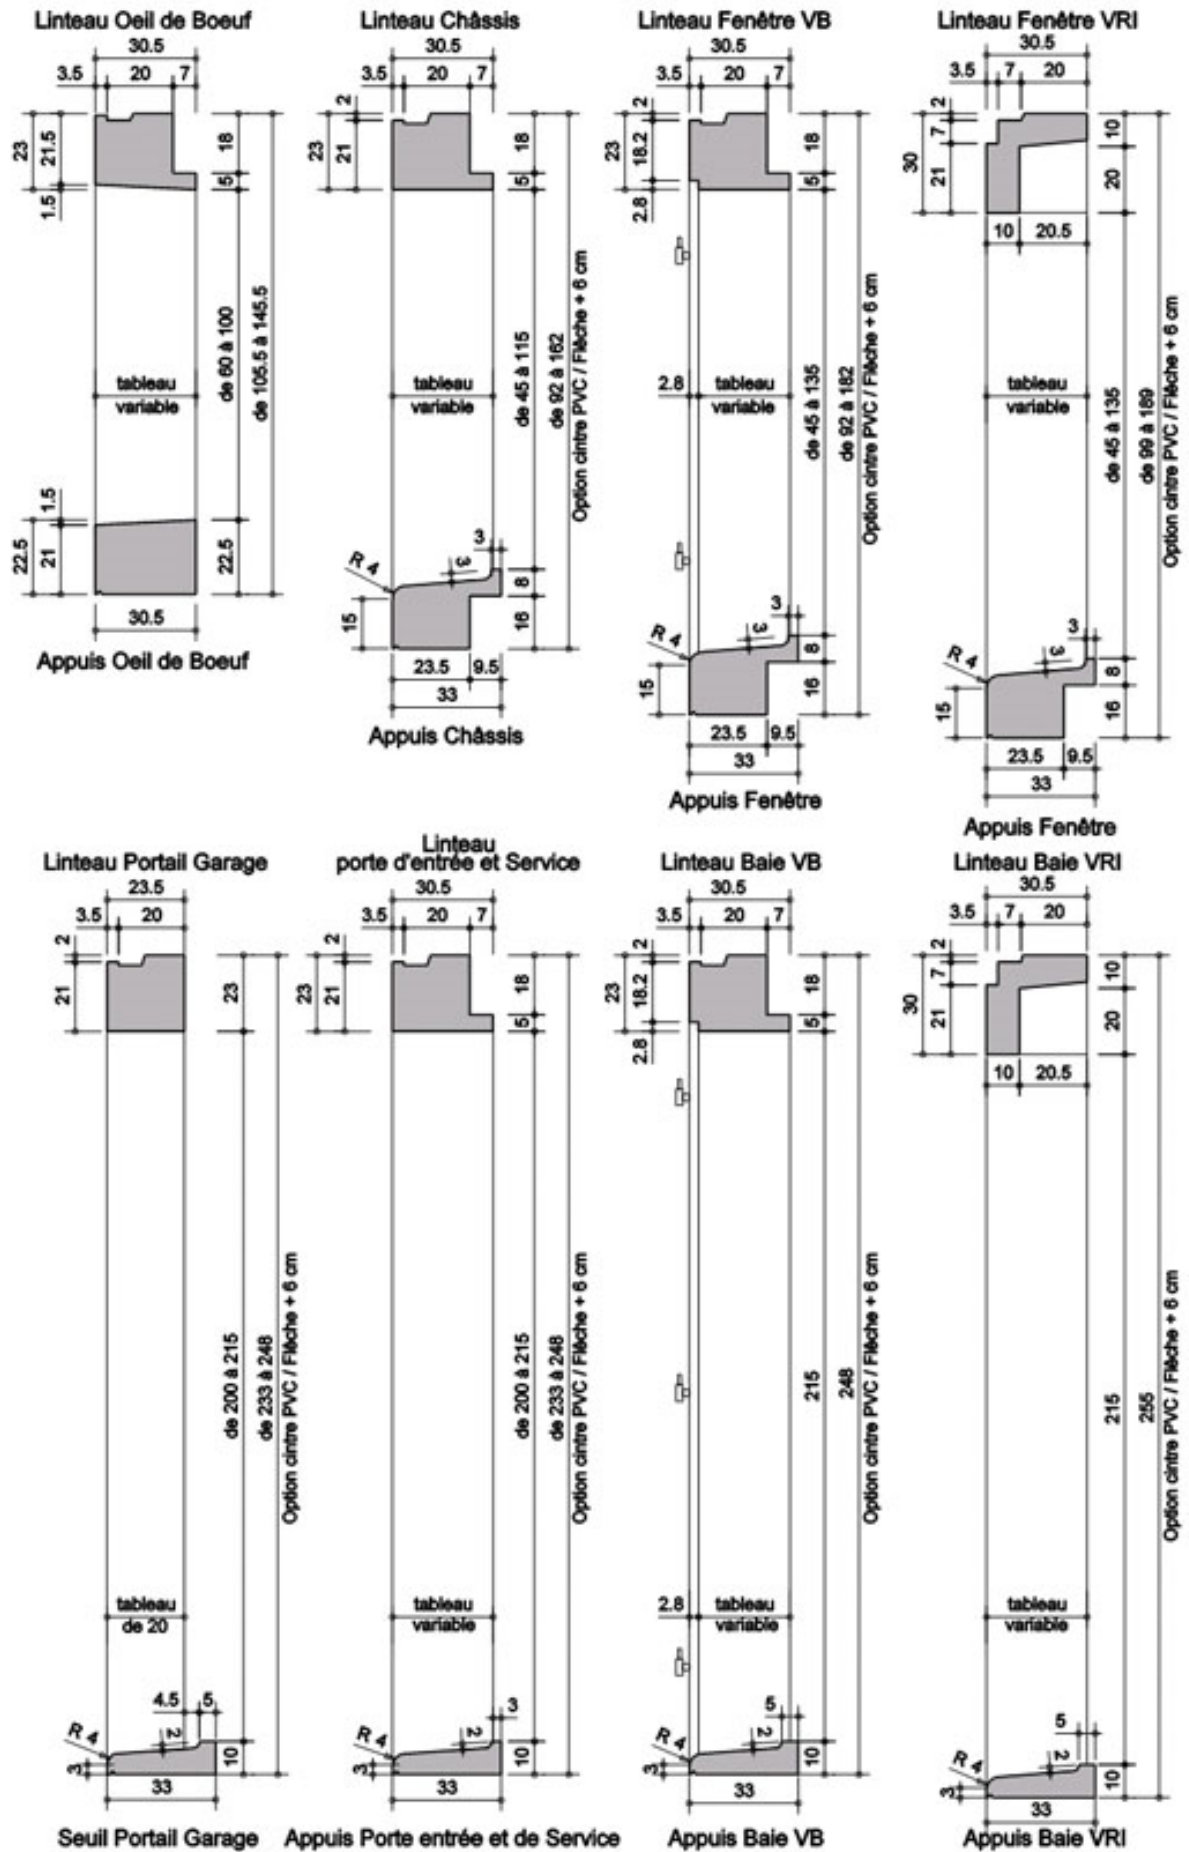 Linteau Oeil de Boeuf
30.5
3.5 20 7
23
21.5
1.5
18
5
de 60 à 100
de 105.5 à 145.5
tableau
variable
1.5
22.5
21
22.5
30.5
Appuis Oeil de Boeuf
Linteau Châssis
30.5
3.5 20 7
2
23
21
18
5
de 45 à 115
de 92 à 162
Option cintre PVC / Flèche + 6 cm
tableau
variable
3
R 4
3
8
15
16
23.5 9.5
33
Appuis Châssis
Linteau Fenêtre VB
30.5
3.5 20 7
2
23
18.2
2.8
18
5
2.8
tableau
variable
de 45 à 135
de 92 à 182
Option cintre PVC / Flèche + 6 cm
3
R 4
3
8
15
16
23.5 9.5
33
Appuis Fenêtre
Linteau Fenêtre VRI
30.5
3.5 7 20
2
7
30
21
10
20
10 20.5
tableau
variable
de 45 à 135
de 99 à 189
Option cintre PVC / Flèche + 6 cm
3
R 4
3
8
15
16
23.5 9.5
33
Appuis Fenêtre
Linteau Portail Garage
23.5
3.5 20
2
21
23
de 200 à 215
de 233 à 248
Option cintre PVC / Flèche + 6 cm
tableau
de 20
4.5 5
R 4
2
3
10
33
Seuil Portail Garage
Linteau
porte d'entrée et Service
30.5
3.5 20 7
2
23
21
18
5
de 200 à 215
de 233 à 248
Option cintre PVC / Flèche + 6 cm
tableau
variable
3
R 4
2
3
10
33
Appuis Porte entrée et de Service
Linteau Baie VB
30.5
3.5 20 7
2
23
18.2
2.8
18
5
215
248
Option cintre PVC / Flèche + 6 cm
2.8
tableau
variable
5
R 4
2
3
10
33
Appuis Baie VB
Linteau Baie VRI
30.5
3.5 7 20
2
7
30
21
10
20
10 20.5
215
255
Option cintre PVC / Flèche + 6 cm
tableau
variable
5
R 4
2
3
10
33
Appuis Baie VRI